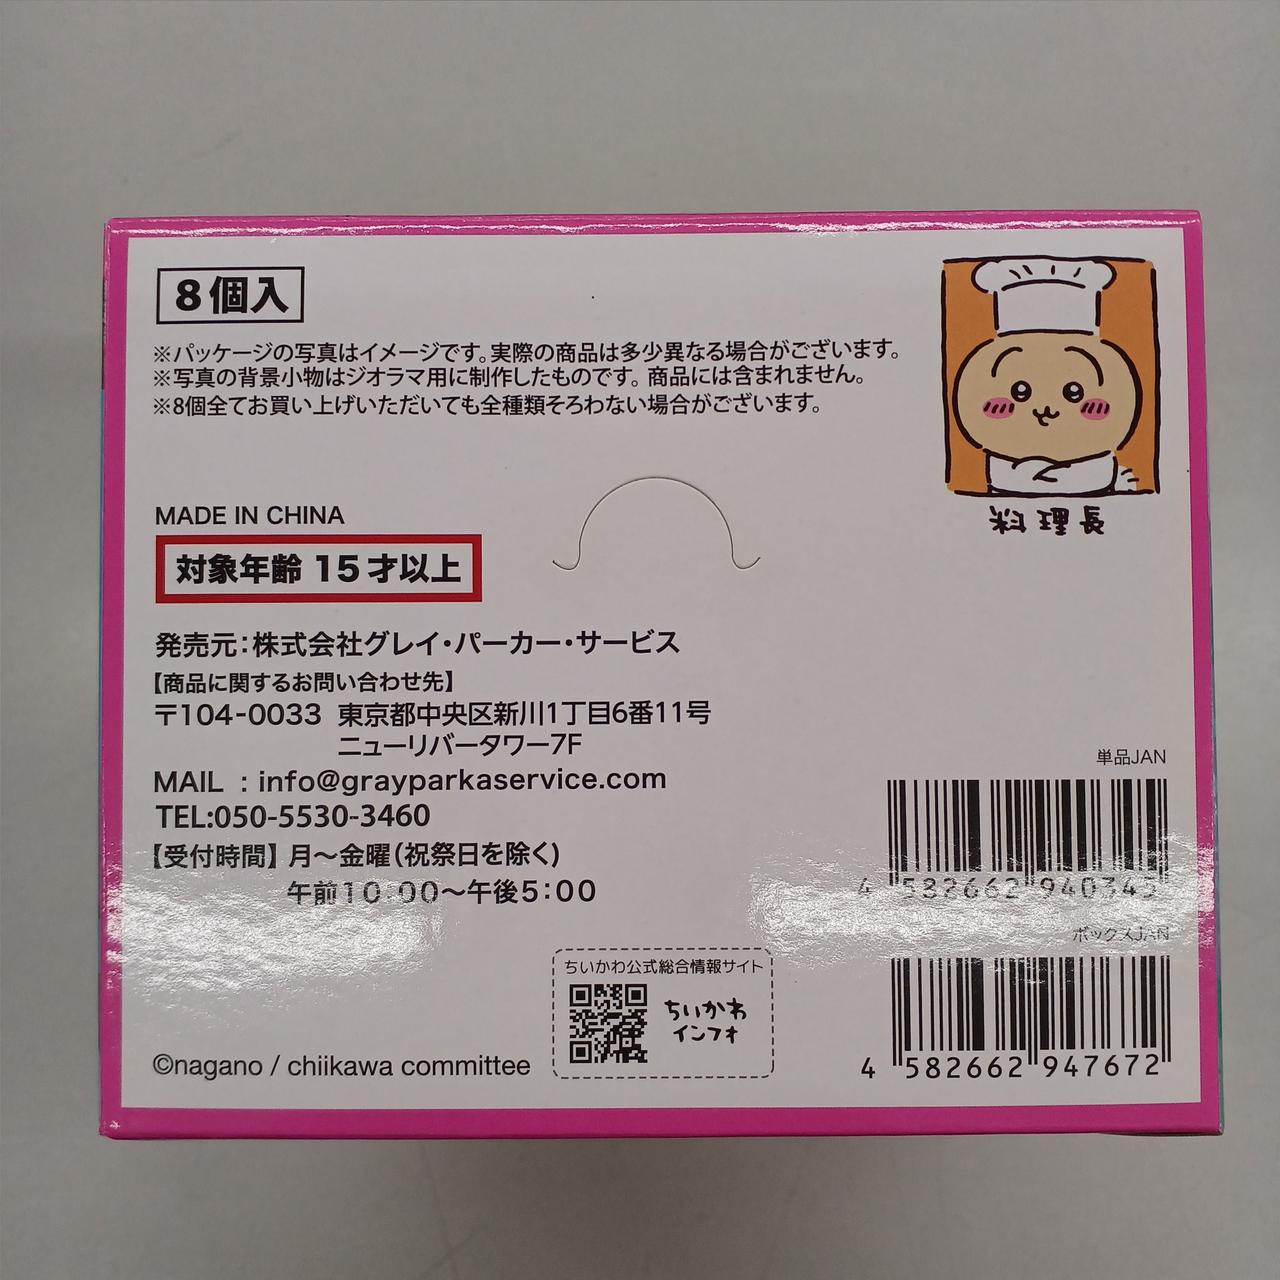 8個入
※パッケージの写真はイメージです。実際の商品は多少異なる場合がございます。
※写真の背景小物はジオラマ用に制作したものです。商品には含まれません。
※8個全てお買い上げいただいても全種類そろわない場合がございます。
料理長
MADE IN CHINA
対象年齢 15才以上
発売元：株式会社グレイ・パーカー・サービス
【商品に関するお問い合わせ先】
〒104-0033 東京都中央区新川1丁目6番11号
ニューリバータワー7F
MAIL : info@grayparkaservice.com
TEL:050-5530-3460
【受付時間】月〜金曜(祝祭日を除く)
午前10:00〜午後5:00
単品JAN
4 582662 940345
ボックスJAN
4 582662 947672
ちいかわ公式総合情報サイト
ちいかわ
インフォ
©nagano / chiikawa committee